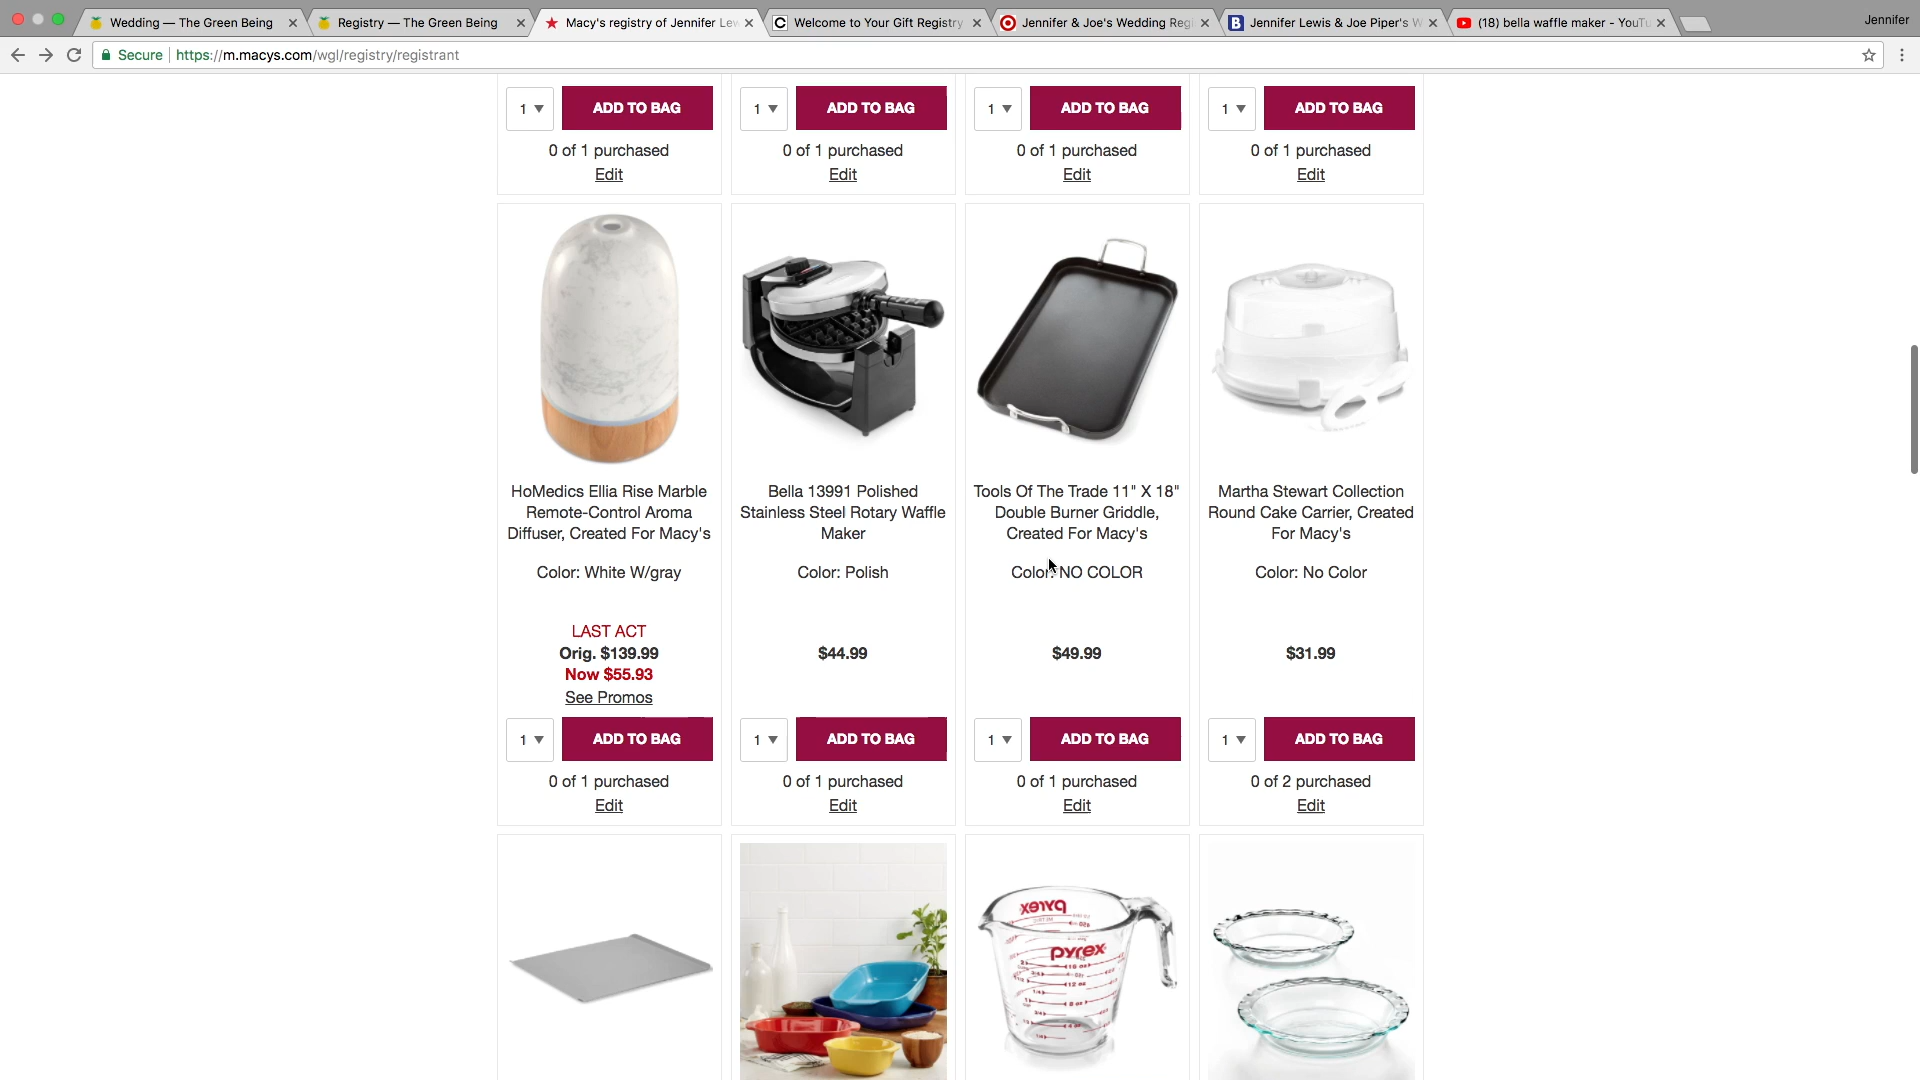 Wedding — The Green Being
Registry — The Green Being
Macy's registry of Jennifer Lew
Welcome to Your Gift Registry
Jennifer & Joe's Wedding Regi
Jennifer Lewis & Joe Piper's W
(18) bella waffle maker - YouTu
Jennifer
Secure
https://m.macys.com/wgl/registry/registrant
1 ADD TO BAG
1 ADD TO BAG
1 ADD TO BAG
1 ADD TO BAG
0 of 1 purchased
0 of 1 purchased
0 of 1 purchased
0 of 1 purchased
Edit
Edit
Edit
Edit
HoMedics Ellia Rise Marble
Remote-Control Aroma
Diffuser, Created For Macy's
Color: White W/gray
LAST ACT
Orig. $139.99
Now $55.93
See Promos
1 ADD TO BAG
0 of 1 purchased
Edit
Bella 13991 Polished
Stainless Steel Rotary Waffle
Maker
Color: Polish
$44.99
1 ADD TO BAG
0 of 1 purchased
Edit
Tools Of The Trade 11" X 18"
Double Burner Griddle,
Created For Macy's
Color: NO COLOR
$49.99
1 ADD TO BAG
0 of 1 purchased
Edit
Martha Stewart Collection
Round Cake Carrier, Created
For Macy's
Color: No Color
$31.99
1 ADD TO BAG
0 of 2 purchased
Edit
PYREX
PYREX